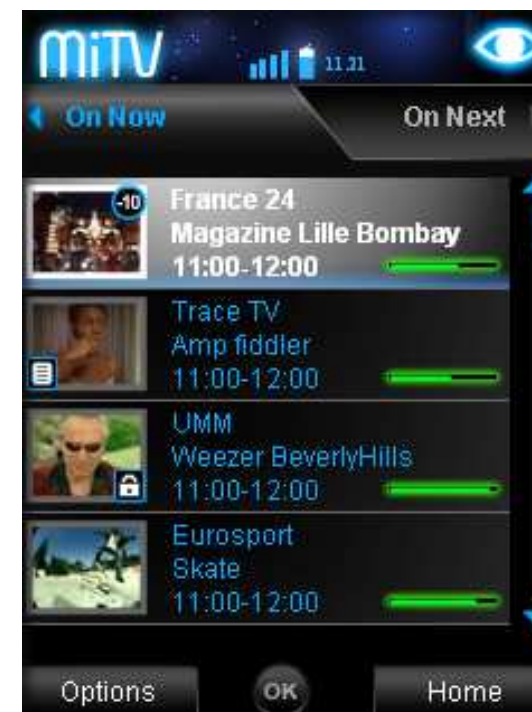 MiTV
11.21
On Now
On Next
-10
France 24
Magazine Lille Bombay
11:00-12:00
Trace TV
Amp fiddler
11:00-12:00
UMM
Weezer BeverlyHills
11:00-12:00
Eurosport
Skate
11:00-12:00
Options
OK
Home